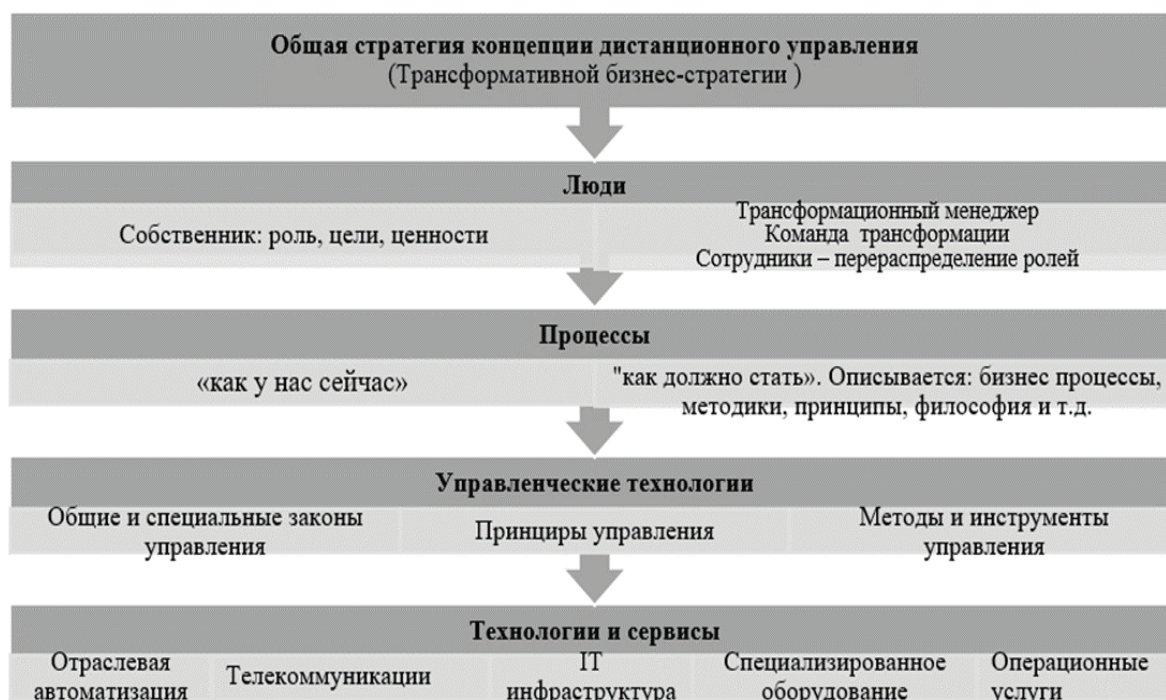 Общая стратегия концепции дистанционного управления
(Трансформативной бизнес-стратегии )
Люди
Собственник: роль, цели, ценности
Трансформационный менеджер
Команда трансформации
Сотрудники – перераспределение ролей
Процессы
«как у нас сейчас»
"как должно стать». Описывается: бизнес процессы,
методики, принципы, философия и т.д.
Управленческие технологии
Общие и специальные законы
управления
Принциры управления
Методы и инструменты
управления
Технологии и сервисы
Отраслевая
автоматизация
Телекоммуникации
IT
инфраструктура
Специализированное
оборудование
Операционные
услуги